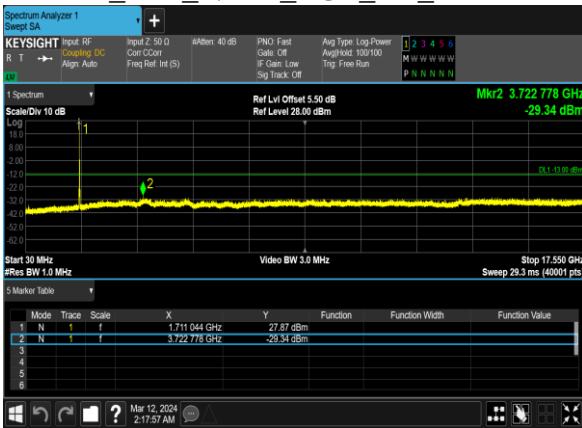 Spectrum Analyzer 1
Swept SA
KEYSIGHT Input: RF Input Z: 50 Ω #Atten: 40 dB PNO: Fast Avg Type: Log-Power 1 2 3 4 5 6
R T Coupling: DC Corr CCorr Gate: Off Avg|Hold: 100/100 M W W W W W
Align: Auto Freq Ref: Int (S) IF Gain: Low Trig: Free Run
LW Sig Track: Off P N N N N N
1 Spectrum Ref Lvl Offset 5.50 dB Mkr2 3.722 778 GHz
Scale/Div 10 dB Ref Level 28.00 dBm -29.34 dBm
Log
18.0 1
8.00
-2.00
-12.0 DL1 -13.00 dBm
-22.0 2
-32.0
-42.0
-52.0
-62.0
Start 30 MHz Video BW 3.0 MHz Stop 17.550 GHz
#Res BW 1.0 MHz Sweep 29.3 ms (40001 pts)
5 Marker Table
Mode Trace Scale X Y Function Function Width Function Value
1 N 1 f 1.711 044 GHz 27.87 dBm
2 N 1 f 3.722 778 GHz -29.34 dBm
3
4
5
6
? Mar 12, 2024
2:17:57 AM